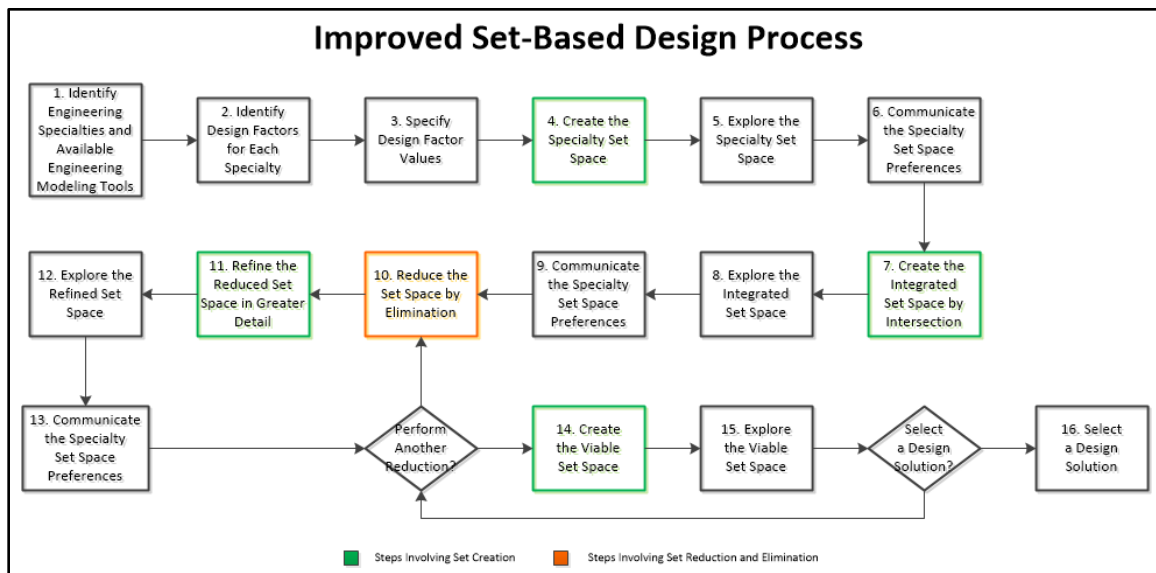 Improved Set-Based Design Process
1. Identify
Engineering
Specialties and
Available
Engineering
Modeling Tools
2. Identify
Design Factors
for Each
Specialty
3. Specify
Design Factor
Values
4. Create the
Specialty Set
Space
5. Explore the
Specialty Set
Space
6. Communicate
the Specialty
Set Space
Preferences
7. Create the
Integrated
Set Space by
Intersection
8. Explore the
Integrated
Set Space
9. Communicate
the Specialty
Set Space
Preferences
10. Reduce the
Set Space by
Elimination
11. Refine the
Reduced Set
Space in Greater
Detail
12. Explore the
Refined Set
Space
13. Communicate
the Specialty
Set Space
Preferences
Perform
Another
Reduction?
14. Create
the Viable
Set Space
15. Explore
the Viable
Set Space
Select
a Design
Solution?
16. Select
a Design
Solution
Steps Involving Set Creation
Steps Involving Set Reduction and Elimination